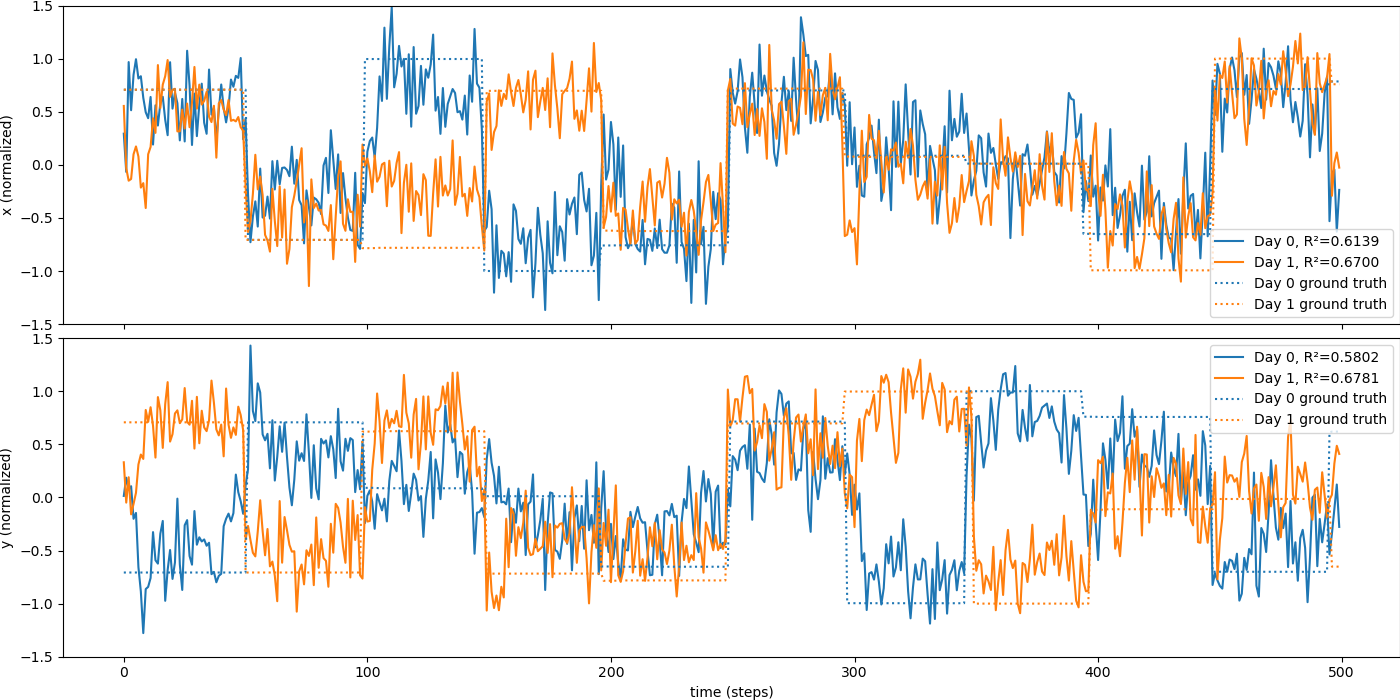 1.5
1.0
0.5
0.0
−0.5
−1.0
−1.5
x (normalized)
Day 0, R²=0.6139
Day 1, R²=0.6700
Day 0 ground truth
Day 1 ground truth
1.5
1.0
0.5
0.0
−0.5
−1.0
−1.5
y (normalized)
Day 0, R²=0.5802
Day 1, R²=0.6781
Day 0 ground truth
Day 1 ground truth
0 100 200 300 400 500
time (steps)